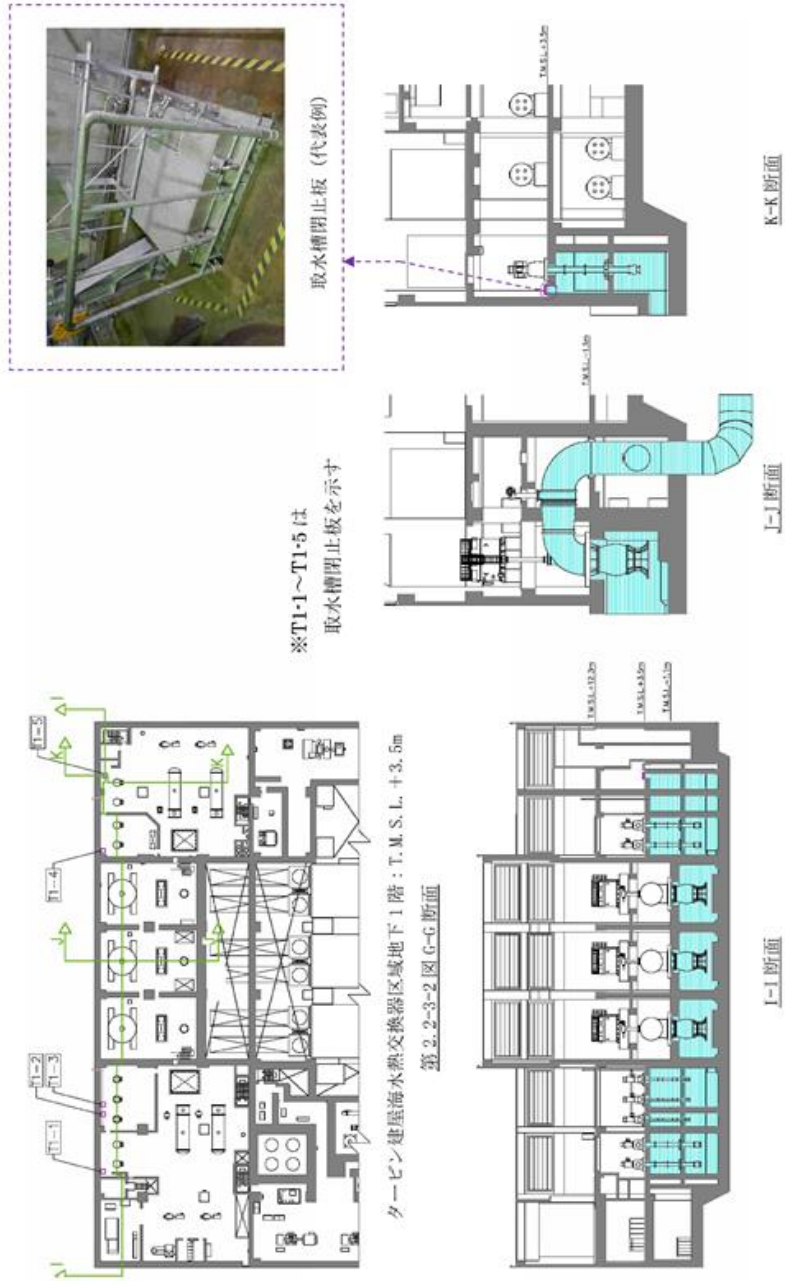 T1-1
T1-2
T1-3
T1-4
T1-5
I
J
K
I
J
K
タービン建屋海水熱交換器区域地下1階：T.M.S.L.+3.5m
第2.2-3-2図 G-G断面
※T1-1～T1-5は
取水槽閉止板を示す
取水槽閉止板（代表例）
T.M.S.L.+12.3m
T.M.S.L.+3.5m
T.M.S.L.-1.1m
I-I断面
T.M.S.L.-1.5m
J-J断面
T.M.S.L.+3.5m
K-K断面